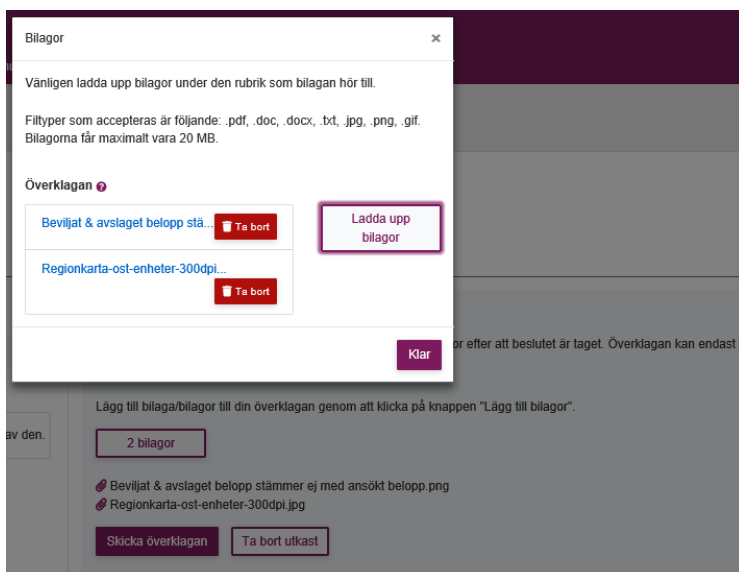 Bilagor ×
Vänligen ladda upp bilagor under den rubrik som bilagan hör till.
Filtyper som accepteras är följande: .pdf, .doc, .docx, .txt, .jpg, .png, .gif.
Bilagorna får maximalt vara 20 MB.
Överklagan ?
Beviljat & avslaget belopp stä...
Ta bort
Ladda upp
bilagor
Regionkarta-ost-enheter-300dpi...
Ta bort
Klar
or efter att beslutet är taget. Överklagan kan endast
Lägg till bilaga/bilagor till din överklagan genom att klicka på knappen "Lägg till bilagor".
av den.
2 bilagor
Beviljat & avslaget belopp stämmer ej med ansökt belopp.png
Regionkarta-ost-enheter-300dpi.jpg
Skicka överklagan
Ta bort utkast